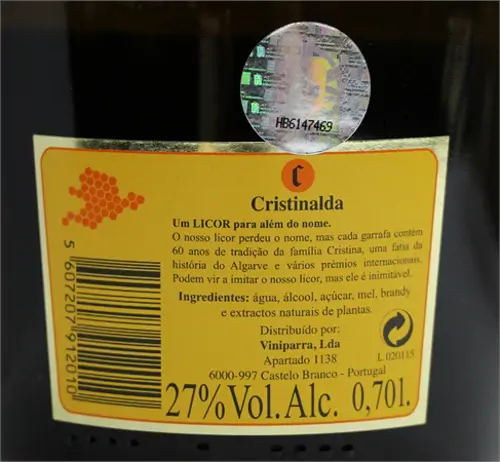 HB6147469
C
Cristinalda
Um LICOR para além do nome.
O nosso licor perdeu o nome, mas cada garrafa contém
60 anos de tradição da família Cristina, uma fatia da
história do Algarve e vários prémios internacionais.
Podem vir a imitar o nosso licor, mas ele é inimitável.
Ingredientes: água, álcool, açúcar, mel, brandy
e extractos naturais de plantas.
Distribuído por:
Viniparra, Lda
Apartado 1138
6000-997 Castelo Branco - Portugal
L 020115
27%Vol.Alc. 0,70l.
5 607207 912010